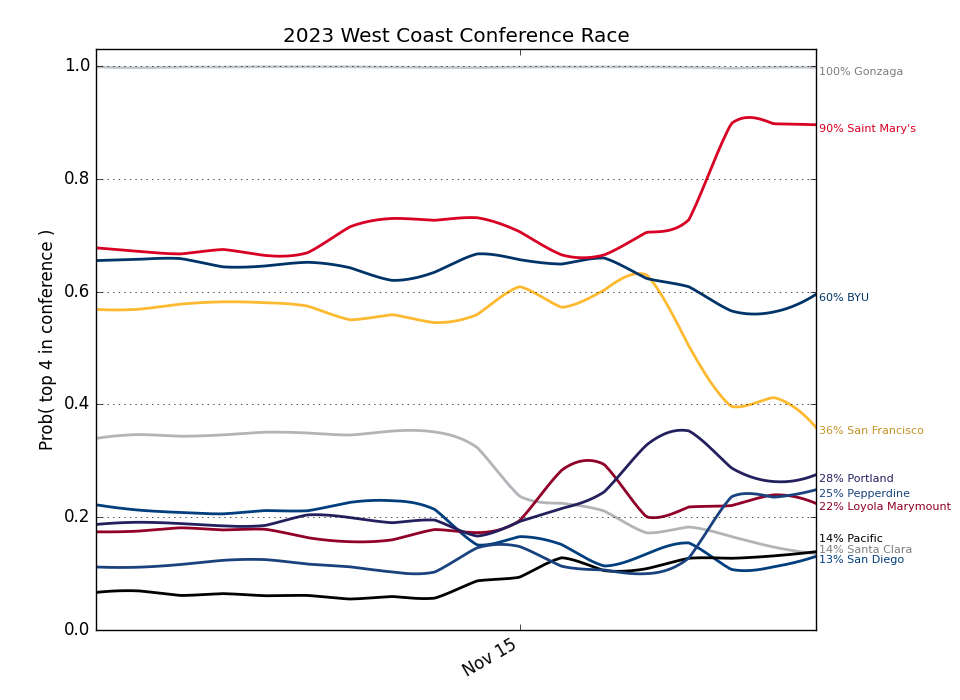 2023 West Coast Conference Race
Prob( top 4 in conference )
1.0
0.8
0.6
0.4
0.2
0.0
Nov 15
100% Gonzaga
90% Saint Mary's
60% BYU
36% San Francisco
28% Portland
25% Pepperdine
22% Loyola Marymount
14% Pacific
14% Santa Clara
13% San Diego